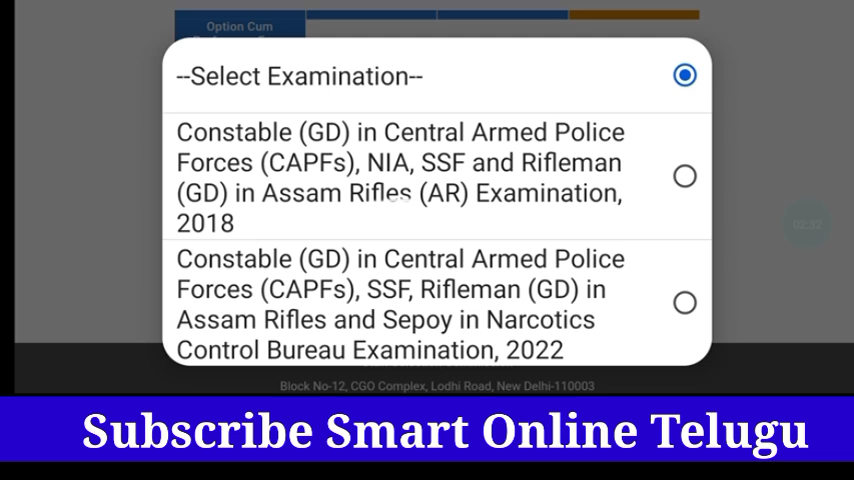 Option Cum
--Select Examination--
Constable (GD) in Central Armed Police
Forces (CAPFs), NIA, SSF and Rifleman
(GD) in Assam Rifles (AR) Examination,
2018
Constable (GD) in Central Armed Police
Forces (CAPFs), SSF, Rifleman (GD) in
Assam Rifles and Sepoy in Narcotics
Control Bureau Examination, 2022
Block No-12, CGO Complex, Lodhi Road, New Delhi-110003
Subscribe Smart Online Telugu